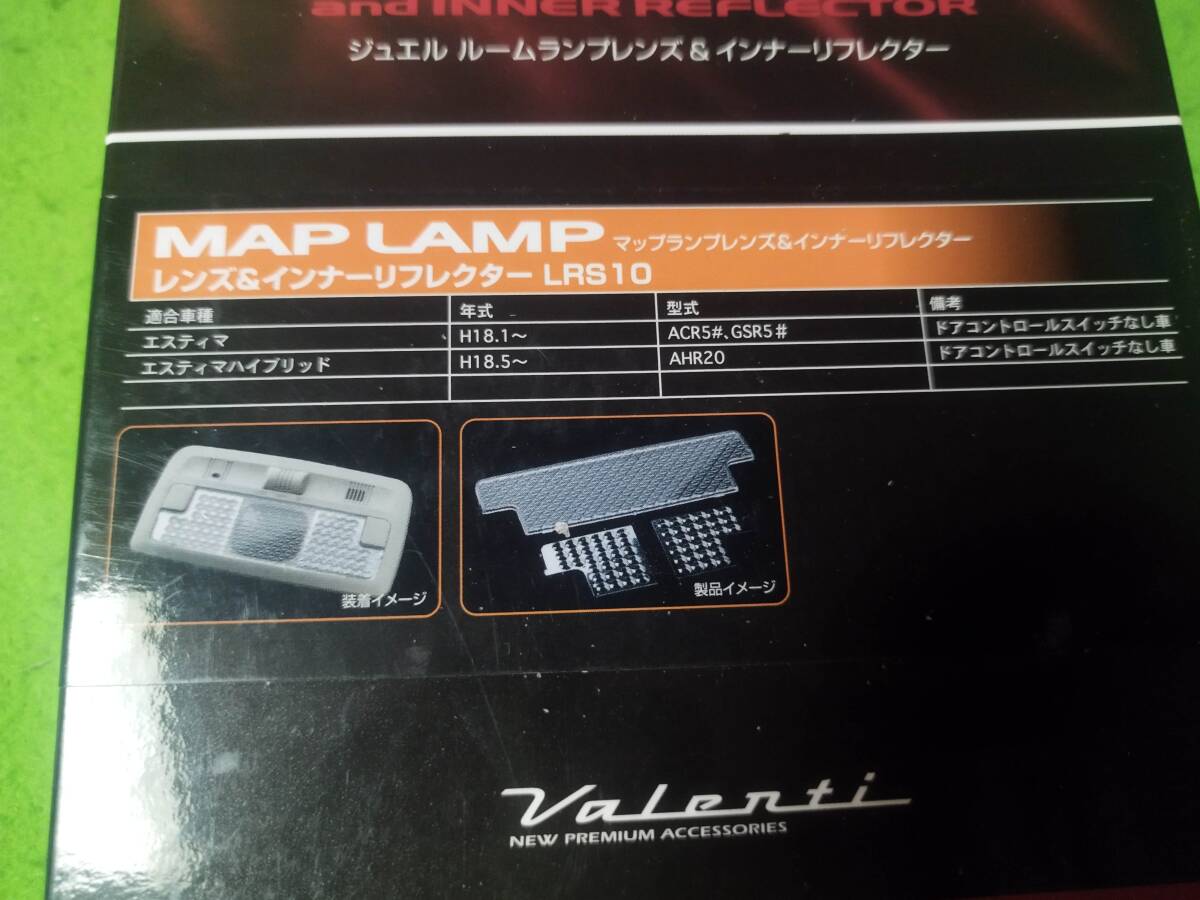 and INNER REFLECTOR
ジュエル ルームランプレンズ & インナーリフレクター
MAP LAMP マップランプレンズ&インナーリフレクター
レンズ&インナーリフレクター LRS10
適合車種 年式 型式 備考
エスティマ H18.1～ ACR5#、GSR5# ドアコントロールスイッチなし車
エスティマハイブリッド H18.5～ AHR20 ドアコントロールスイッチなし車
装着イメージ
製品イメージ
Valenti
NEW PREMIUM ACCESSORIES